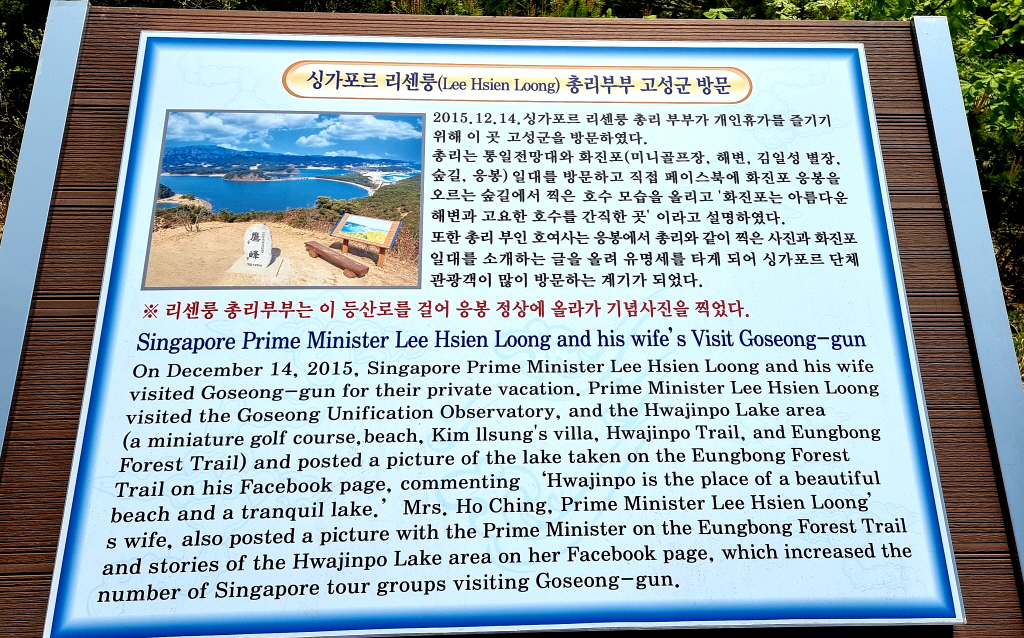 싱가포르 리센룽(Lee Hsien Loong) 총리부부 고성군 방문
2015.12.14.싱가포르 리센룽 총리 부부가 개인휴가를 즐기기
위해 이 곳 고성군을 방문하였다.
총리는 통일전망대와 화진포(미니골프장, 해변, 김일성 별장,
숲길, 응봉) 일대를 방문하고 직접 페이스북에 화진포 응봉을
오르는 숲길에서 찍은 호수 모습을 올리고 '화진포는 아름다운
해변과 고요한 호수를 간직한 곳' 이라고 설명하였다.
또한 총리 부인 호여사는 응봉에서 총리와 같이 찍은 사진과 화진포
일대를 소개하는 글을 올려 유명세를 타게 되어 싱가포르 단체
관광객이 많이 방문하는 계기가 되었다.
鷹峰
※ 리센룽 총리부부는 이 등산로를 걸어 응봉 정상에 올라가 기념사진을 찍었다.
Singapore Prime Minister Lee Hsien Loong and his wife's Visit Goseong-gun
On December 14, 2015, Singapore Prime Minister Lee Hsien Loong and his wife
visited Goseong-gun for their private vacation. Prime Minister Lee Hsien Loong
visited the Goseong Unification Observatory, and the Hwajinpo Lake area
(a miniature golf course,beach, Kim Ilsung's villa, Hwajinpo Trail, and Eungbong
Forest Trail) and posted a picture of the lake taken on the Eungbong Forest
Trail on his Facebook page, commenting 'Hwajinpo is the place of a beautiful
beach and a tranquil lake.' Mrs. Ho Ching, Prime Minister Lee Hsien Loong'
s wife, also posted a picture with the Prime Minister on the Eungbong Forest Trail
and stories of the Hwajinpo Lake area on her Facebook page, which increased the
number of Singapore tour groups visiting Goseong-gun.